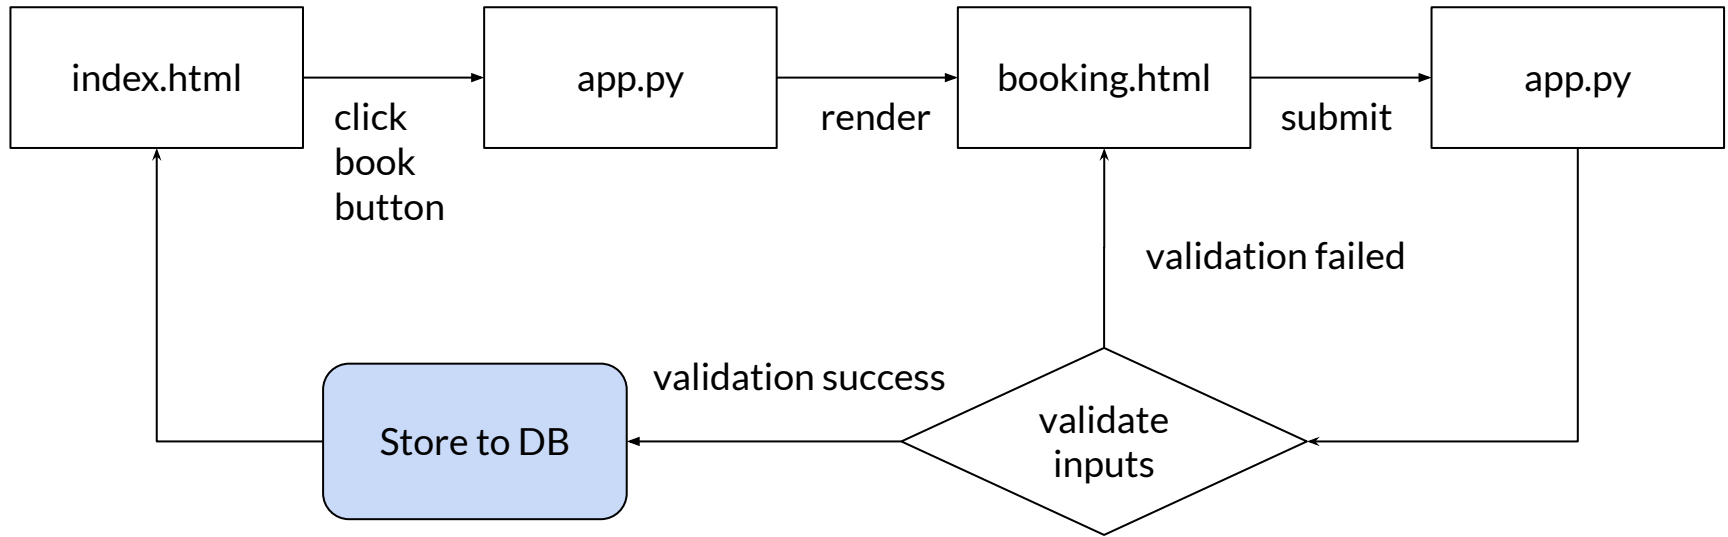 index.html
click
book
button
app.py
render
booking.html
submit
app.py
validation failed
validation success
validate
inputs
Store to DB